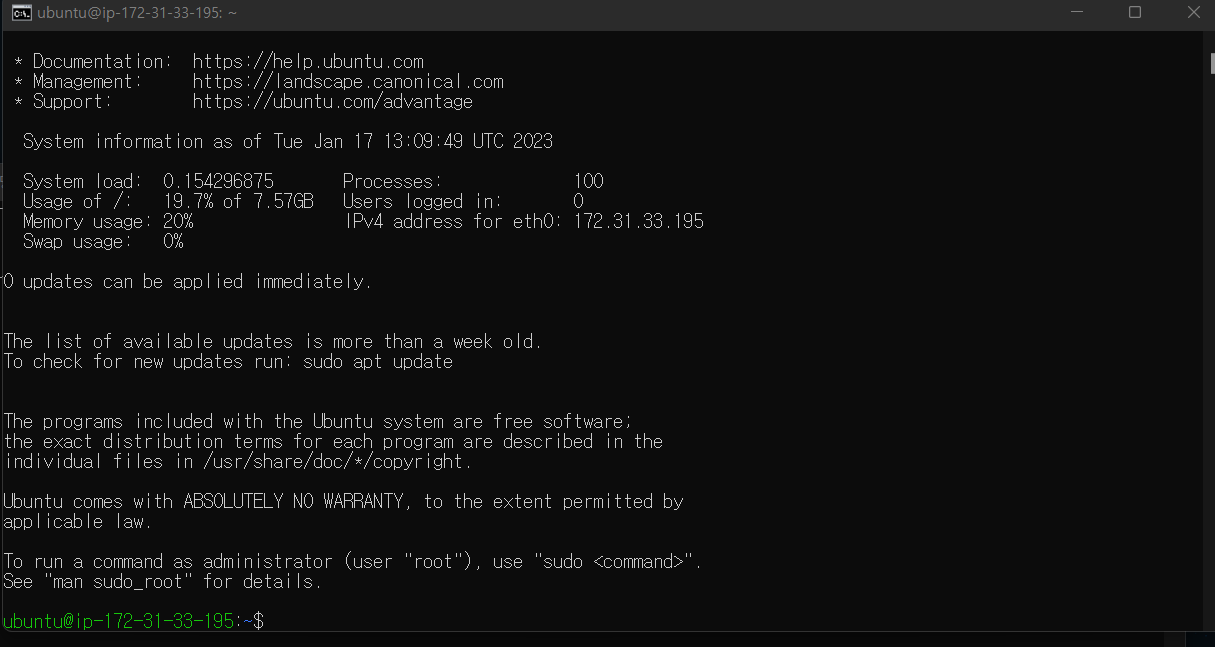 ubuntu@ip-172-31-33-195: ~
* Documentation:  https://help.ubuntu.com
* Management:     https://landscape.canonical.com
* Support:        https://ubuntu.com/advantage
System information as of Tue Jan 17 13:09:49 UTC 2023
System load:  0.154296875       Processes:             100
Usage of /:   19.7% of 7.57GB   Users logged in:       0
Memory usage: 20%               IPv4 address for eth0: 172.31.33.195
Swap usage:   0%
0 updates can be applied immediately.
The list of available updates is more than a week old.
To check for new updates run: sudo apt update
The programs included with the Ubuntu system are free software;
the exact distribution terms for each program are described in the
individual files in /usr/share/doc/*/copyright.
Ubuntu comes with ABSOLUTELY NO WARRANTY, to the extent permitted by
applicable law.
To run a command as administrator (user "root"), use "sudo <command>".
See "man sudo_root" for details.
ubuntu@ip-172-31-33-195:~$